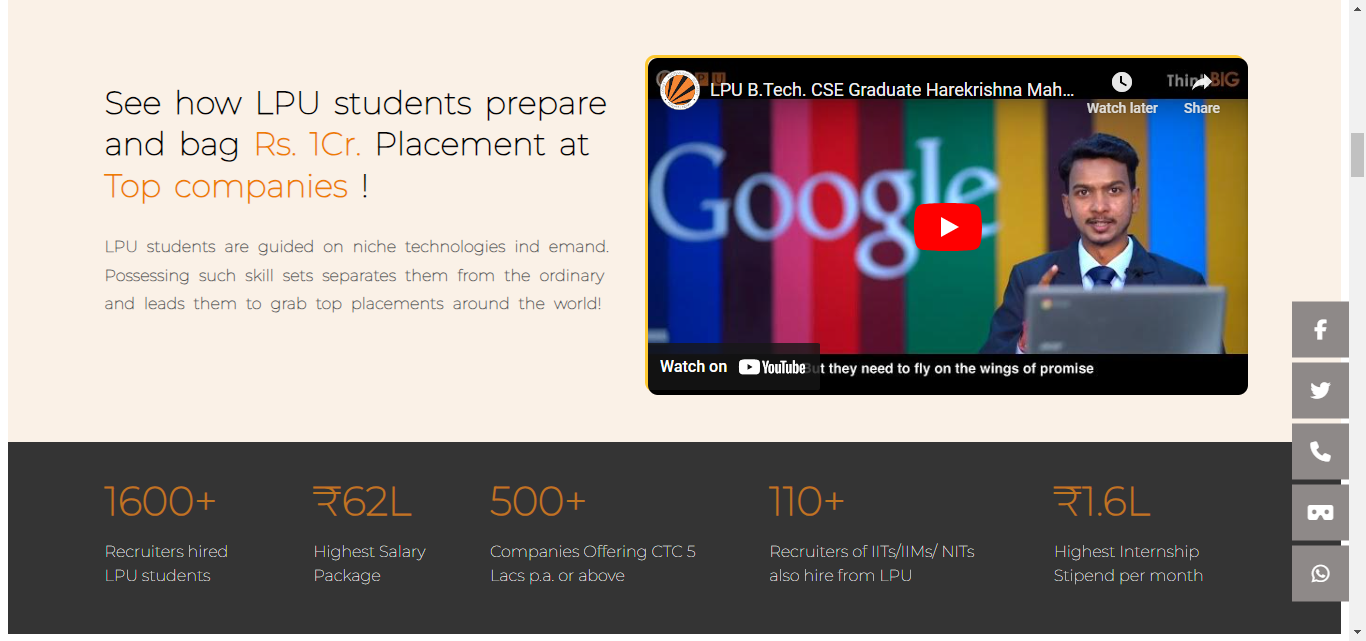 See how LPU students prepare
and bag Rs. 1Cr. Placement at
Top companies !
LPU students are guided on niche technologies ind emand.
Possessing such skill sets separates them from the ordinary
and leads them to grab top placements around the world!
LPU B.Tech. CSE Graduate Harekrishna Mah...
Watch later
Share
Think BIG
Google
Watch on YouTube
ut they need to fly on the wings of promise
1600+
Recruiters hired
LPU students
₹62L
Highest Salary
Package
500+
Companies Offering CTC 5
Lacs p.a. or above
110+
Recruiters of IITs/IIMs/ NITs
also hire from LPU
₹1.6L
Highest Internship
Stipend per month